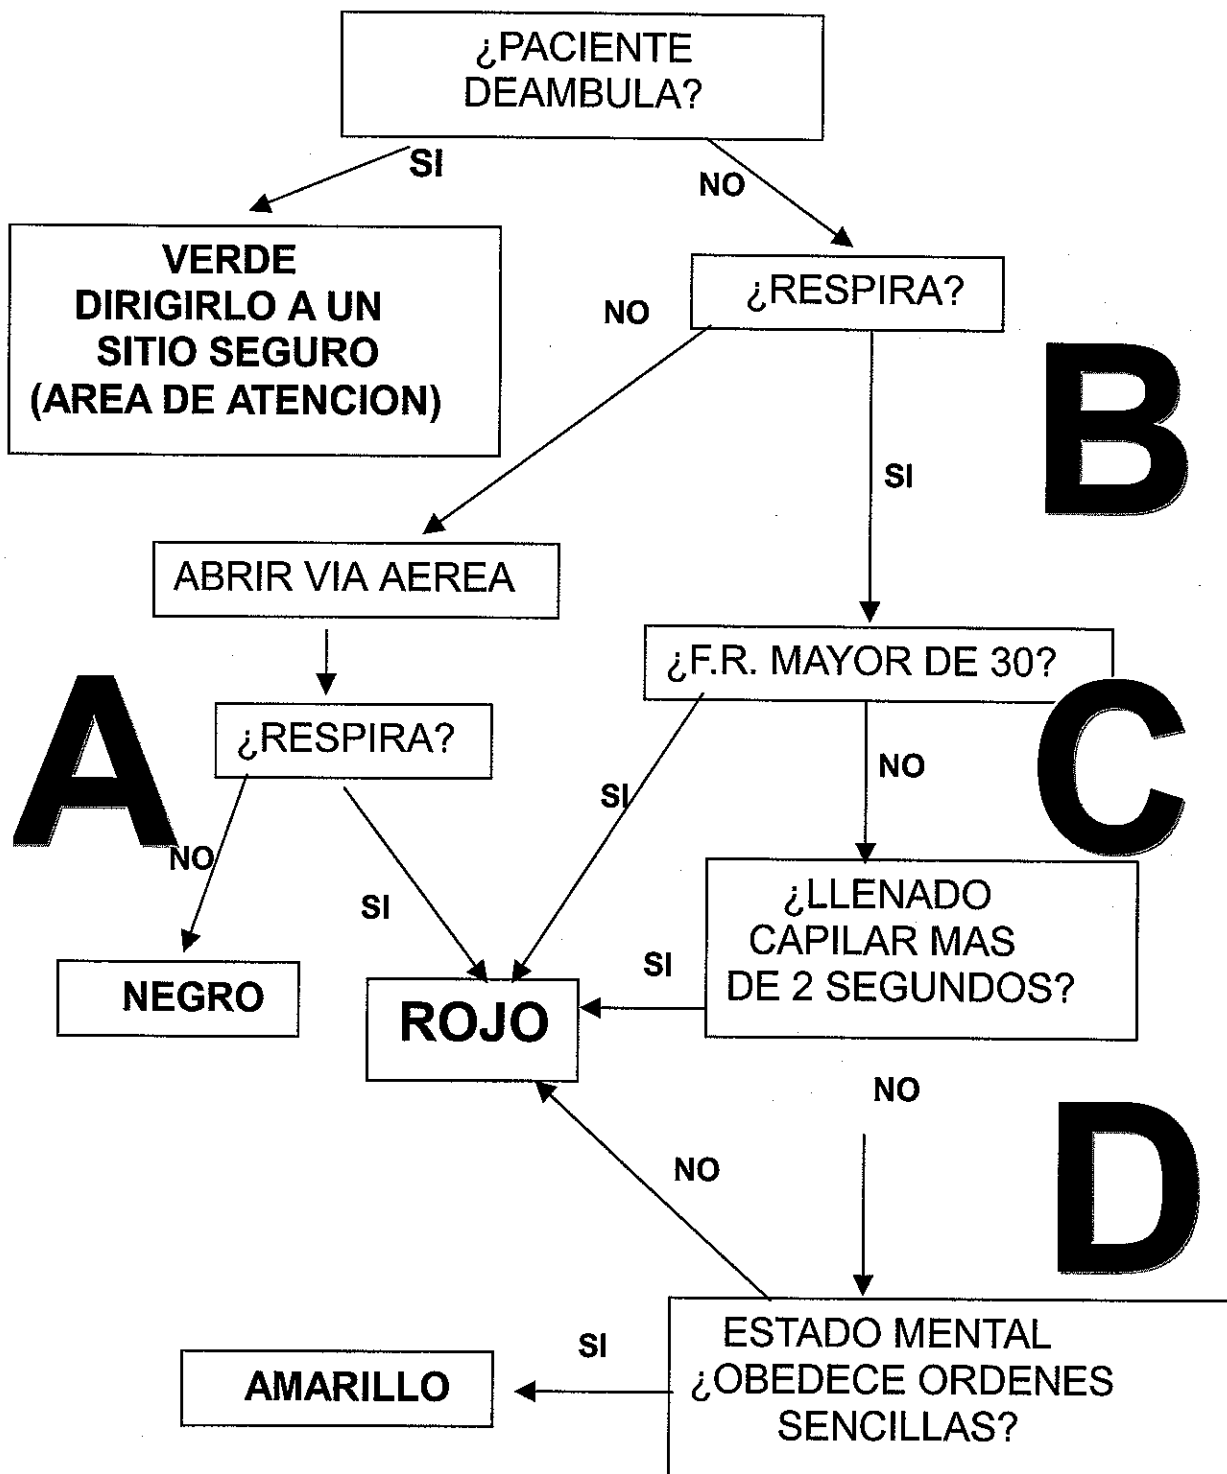 ¿PACIENTE
DEAMBULA?
SI
NO
VERDE
DIRIGIRLO A UN
SITIO SEGURO
(AREA DE ATENCION)
¿RESPIRA?
NO
B
SI
ABRIR VIA AEREA
¿F.R. MAYOR DE 30?
A
¿RESPIRA?
C
NO
SI
NO
SI
¿LLENADO
CAPILAR MAS
DE 2 SEGUNDOS?
SI
NEGRO
ROJO
NO
D
NO
ESTADO MENTAL
¿OBEDECE ORDENES
SENCILLAS?
SI
AMARILLO